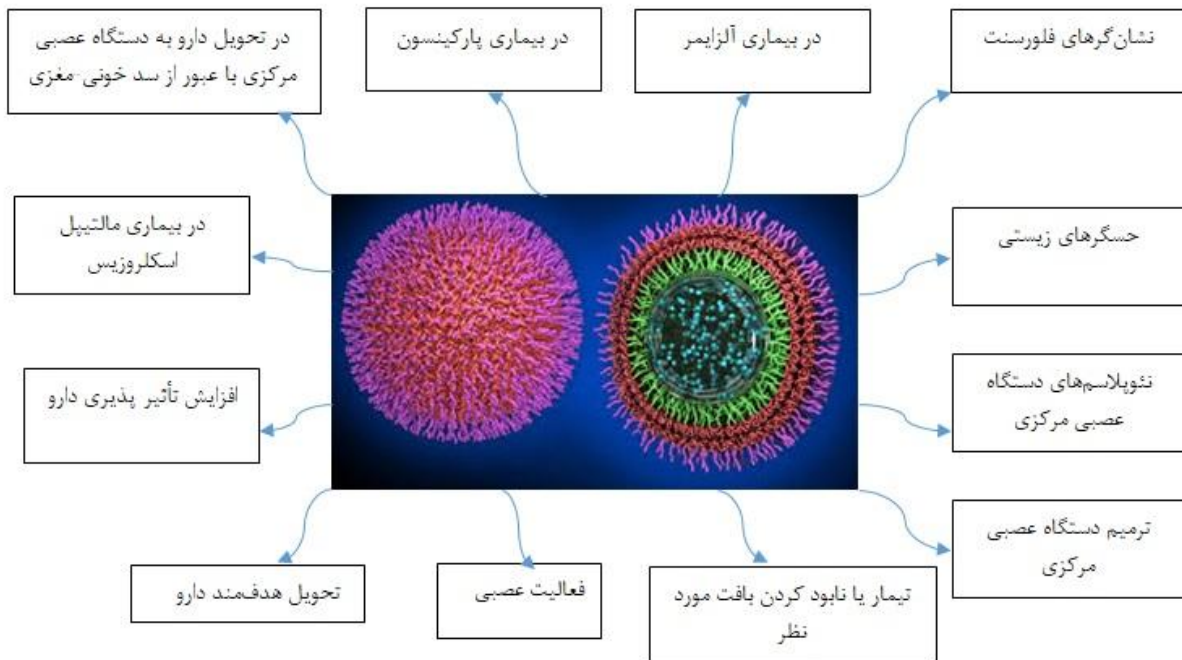 نشان‌گرهای فلورسنت
در بیماری آلزایمر
در بیماری پارکینسون
در تحویل دارو به دستگاه عصبی
مرکزی با عبور از سد خونی-مغزی
حسگرهای زیستی
در بیماری مالتیپل
اسکلروزیس
نئوپلاسم‌های دستگاه
عصبی مرکزی
افزایش تأثیر پذیری دارو
ترمیم دستگاه عصبی
مرکزی
تیمار یا نابود کردن بافت مورد
نظر
فعالیت عصبی
تحویل هدف‌مند دارو